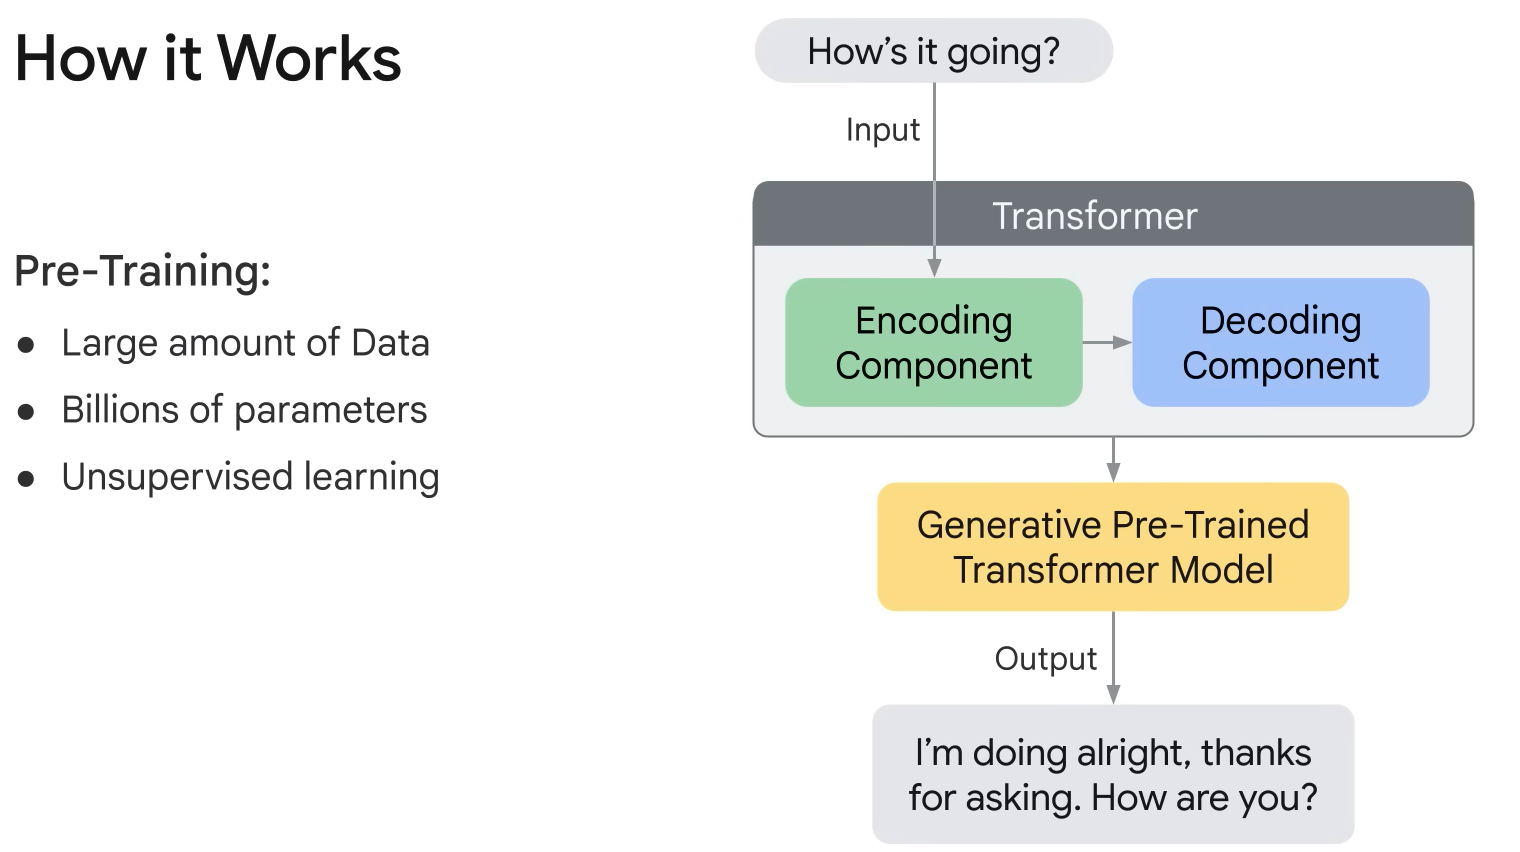 How it Works
Pre-Training:
● Large amount of Data
● Billions of parameters
● Unsupervised learning
How’s it going?
Input
Transformer
Encoding
Component
Decoding
Component
Generative Pre-Trained
Transformer Model
Output
I’m doing alright, thanks
for asking. How are you?